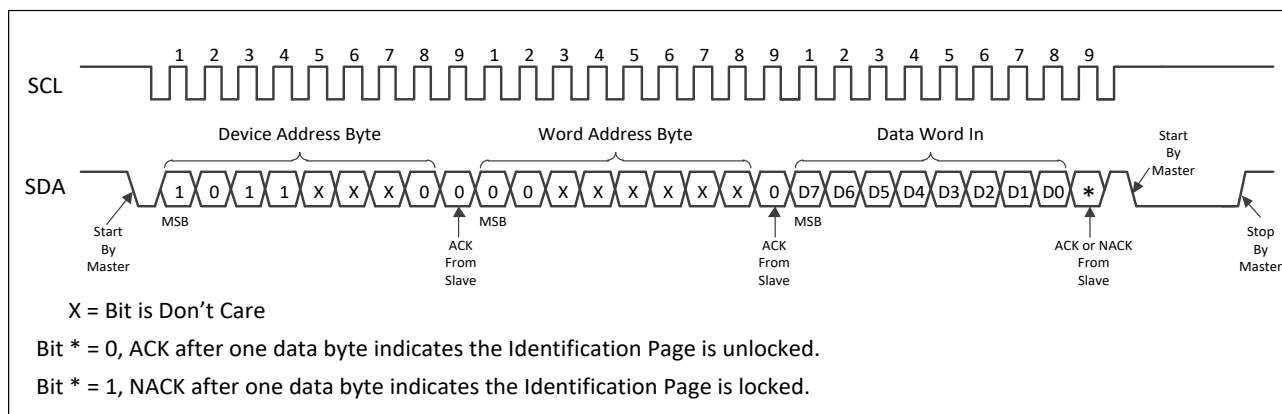 1 2 3 4 5 6 7 8 9 1 2 3 4 5 6 7 8 9 1 2 3 4 5 6 7 8 9
SCL
Device Address Byte
Word Address Byte
Data Word In
Start
By
Master
SDA
1 0 1 1 X X X 0 0 0 0 X X X X X X 0 D7 D6 D5 D4 D3 D2 D1 D0 *
MSB
MSB
MSB
Start
By
Master
ACK
From
Slave
ACK
From
Slave
ACK or NACK
From
Slave
Stop
By
Master
X = Bit is Don’t Care
Bit * = 0, ACK after one data byte indicates the Identification Page is unlocked.
Bit * = 1, NACK after one data byte indicates the Identification Page is locked.